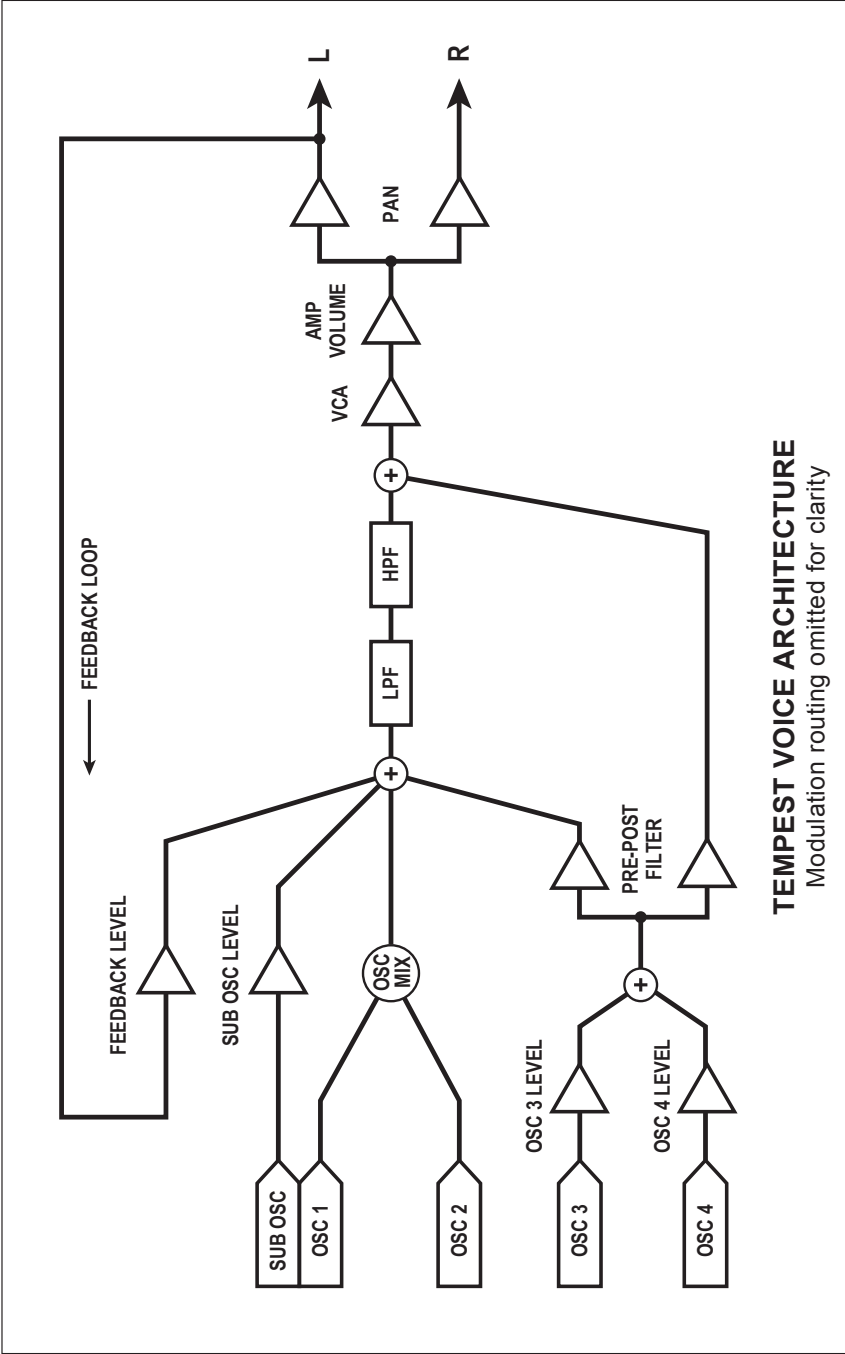 FEEDBACK LOOP
L
R
PAN
AMP
VOLUME
VCA
+
HPF
LPF
+
FEEDBACK LEVEL
SUB OSC LEVEL
OSC
MIX
SUB OSC
OSC 1
OSC 2
PRE-POST
FILTER
+
OSC 3 LEVEL
OSC 4 LEVEL
OSC 3
OSC 4
TEMPEST VOICE ARCHITECTURE
Modulation routing omitted for clarity